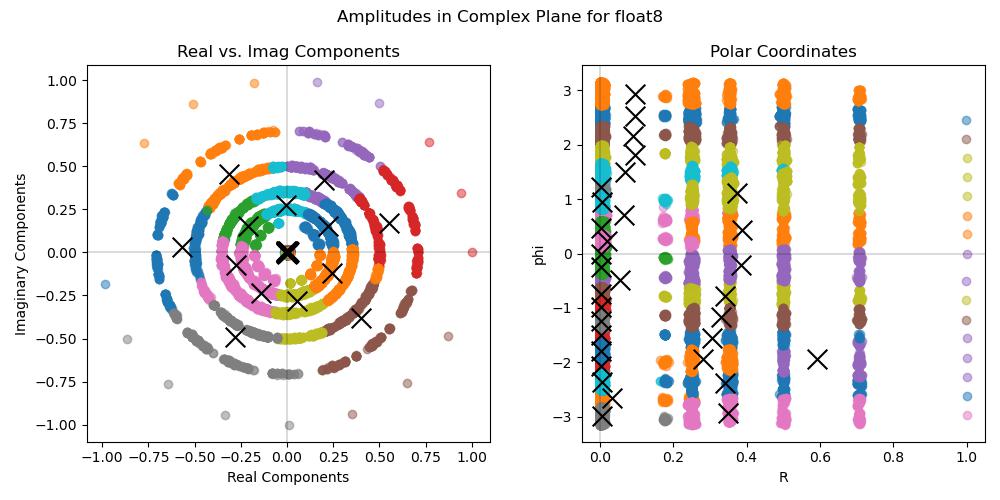 Amplitudes in Complex Plane for float8
Real vs. Imag Components
Imaginary Components
1.00
0.75
0.50
0.25
0.00
−0.25
−0.50
−0.75
−1.00
−1.00 −0.75 −0.50 −0.25 0.00 0.25 0.50 0.75 1.00
Real Components
Polar Coordinates
phi
3
2
1
0
−1
−2
−3
0.0 0.2 0.4 0.6 0.8 1.0
R